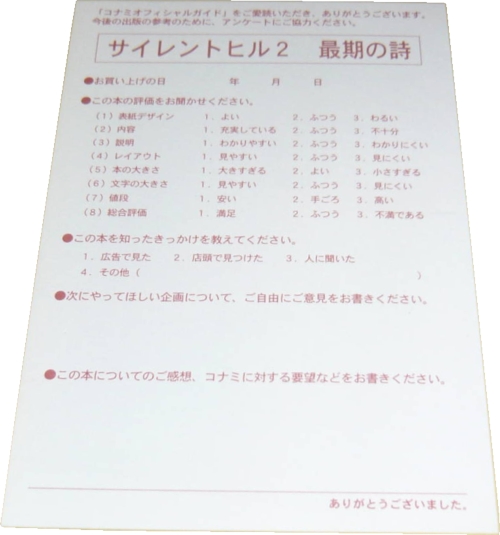 「コナミオフィシャルガイド」をご愛読いただき、ありがとうございます。
今後の出版の参考のために、アンケートにご協力ください。
サイレントヒル2 最期の詩
●お買い上げの日 年 月 日
●この本の評価をお聞かせください。
(1)表紙デザイン 1．よい 2．ふつう 3．わるい
(2)内容 1．充実している 2．ふつう 3．不十分
(3)説明 1．わかりやすい 2．ふつう 3．わかりにくい
(4)レイアウト 1．見やすい 2．ふつう 3．見にくい
(5)本の大きさ 1．大きすぎる 2．よい 3．小さすぎる
(6)文字の大きさ 1．見やすい 2．ふつう 3．見にくい
(7)値段 1．安い 2．手ごろ 3．高い
(8)総合評価 1．満足 2．ふつう 3．不満である
●この本を知ったきっかけを教えてください。
1．広告で見た 2．店頭で見つけた 3．人に聞いた
4．その他（ ）
●次にやってほしい企画について、ご自由にご意見をお書きください。
●この本についてのご感想、コナミに対する要望などをお書きください。
ありがとうございました。